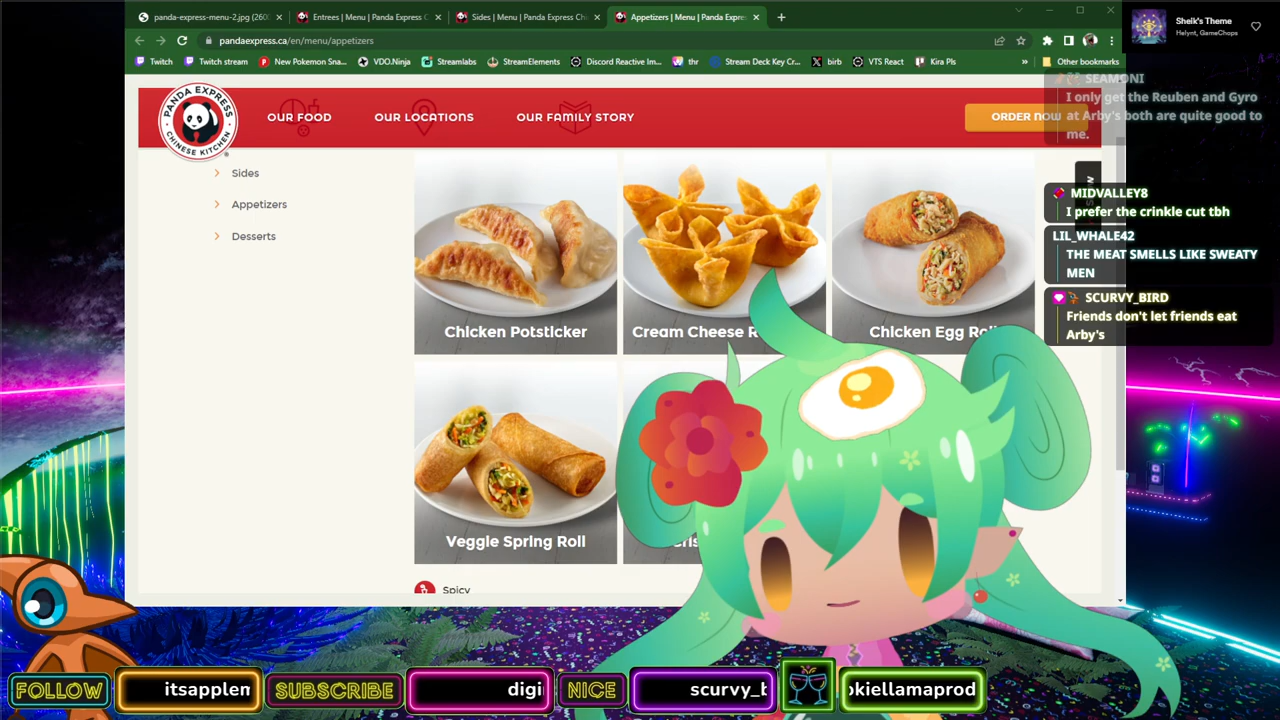 panda-express-menu-2.jpg (260
Entrees | Menu | Panda Express C
Sides | Menu | Panda Express Ch
Appetizers | Menu | Panda Expre
pandaexpress.ca/en/menu/appetizers
Twitch
Twitch stream
New Pokemon Sna...
VDO.Ninja
Streamlabs
StreamElements
Discord Reactive Im...
thr
Stream Deck Key Cr...
birb
VTS React
Kira Pls
»
Other bookmarks
Sheik's Theme
Helynt, GameChops
PANDA EXPRESS
CHINESE KITCHEN
OUR FOOD
OUR LOCATIONS
OUR FAMILY STORY
ORDER NOW
Sides
Appetizers
Desserts
Chicken Potsticker
Cream Cheese R
Chicken Egg Roll
Veggie Spring Roll
Spicy
SEAMONI
I only get the Reuben and Gyro
at Arby's both are quite good to
me.
MIDVALLEY8
I prefer the crinkle cut tbh
LIL_WHALE42
THE MEAT SMELLS LIKE SWEATY
MEN
SCURVY_BIRD
Friends don't let friends eat
Arby's
FOLLOW
itsapplem
SUBSCRIBE
digi
NICE
scurvy_b
okiellamaprod